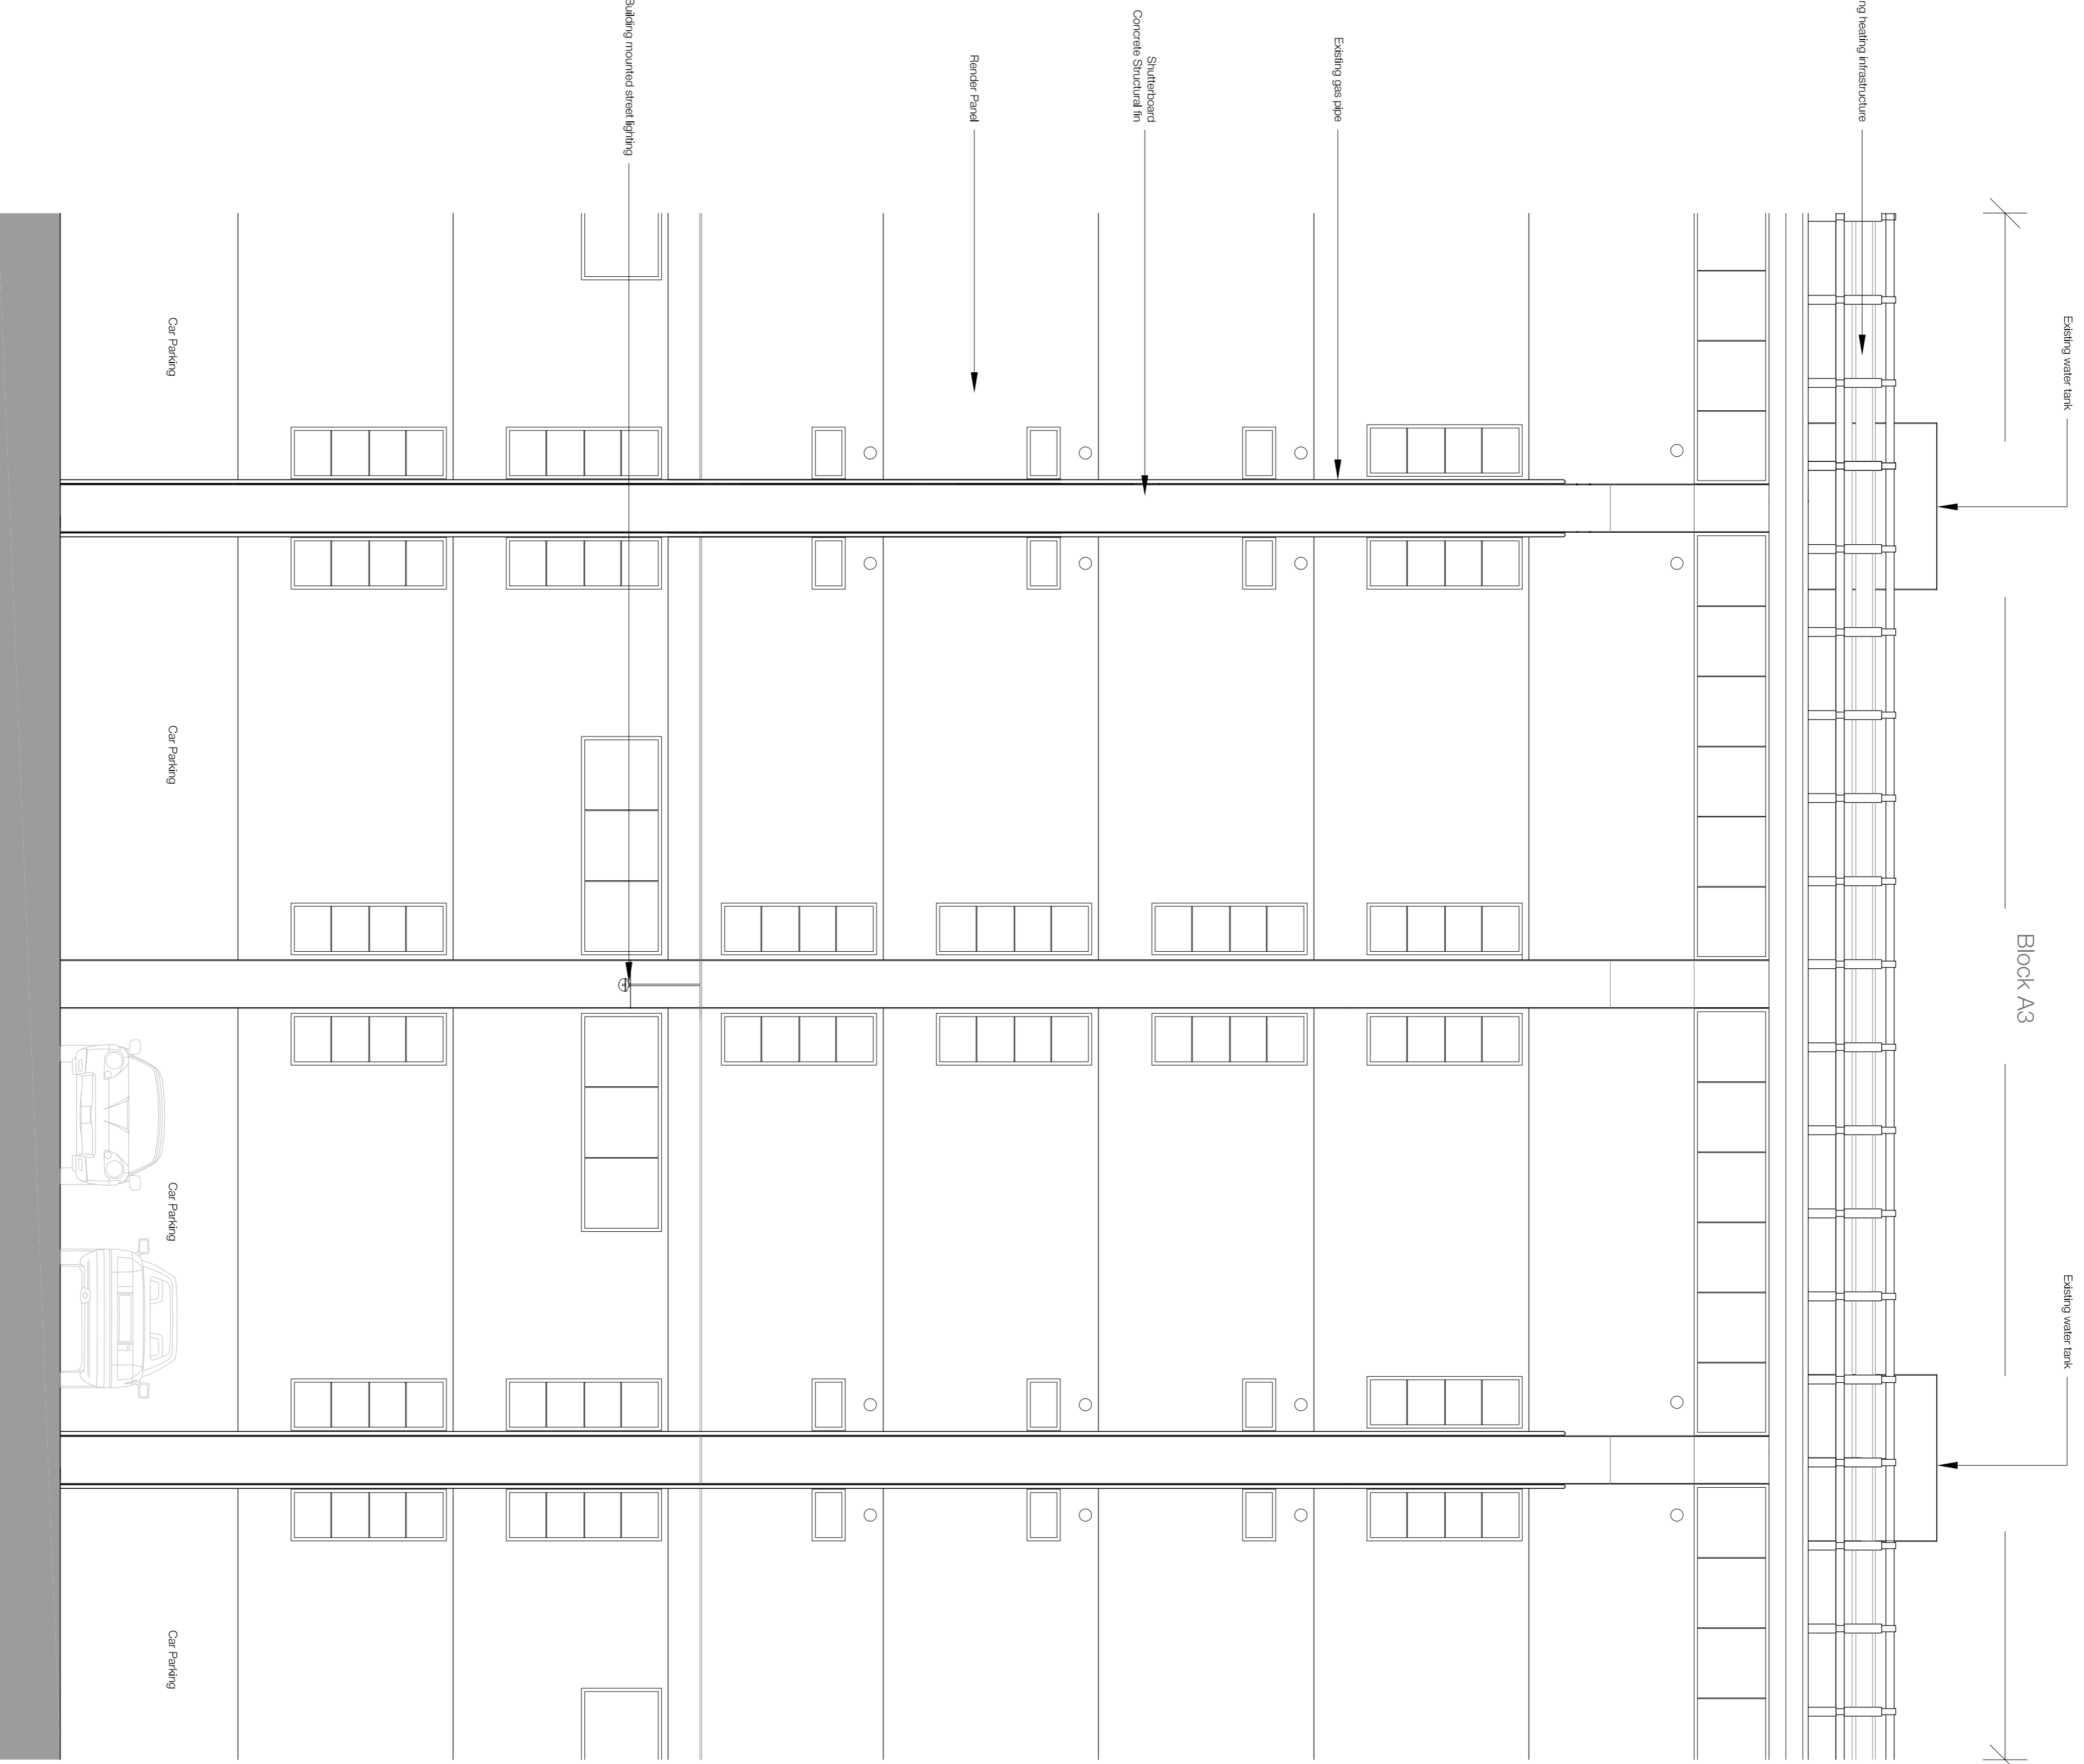 Existing water tank
Existing water tank
Block A3
heating infrastructure
Existing gas pipe
Shutterboard
Concrete Structural fin
Render Panel
Building mounted street lighting
Car Parking
Car Parking
Car Parking
Car Parking